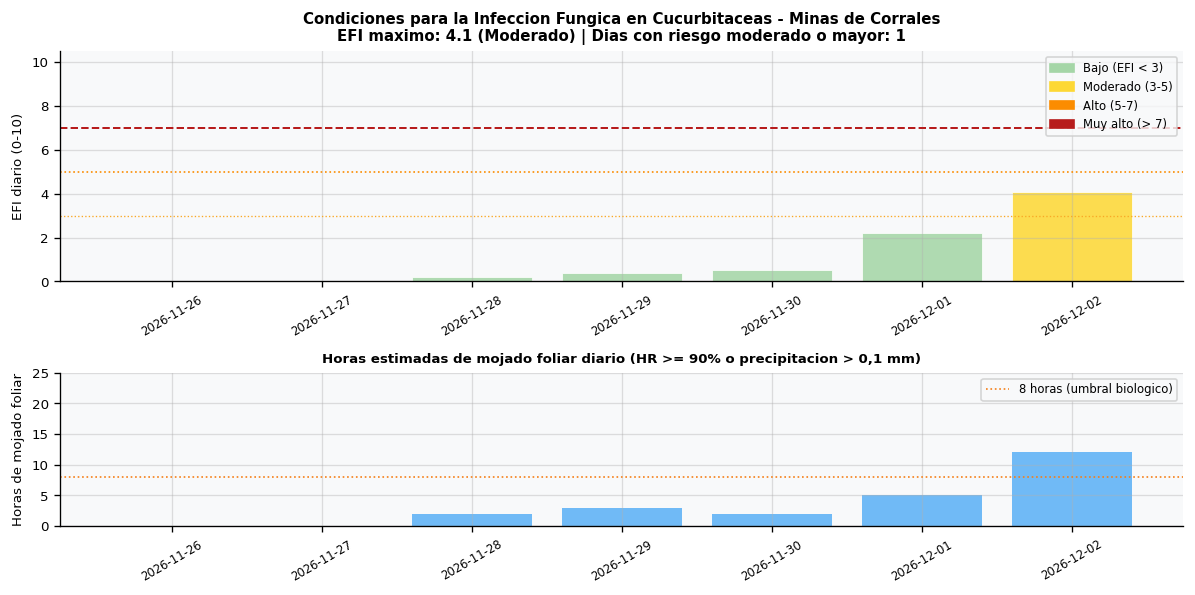 Condiciones para la Infeccion Fungica en Cucurbitaceas - Minas de Corrales
EFI maximo: 4.1 (Moderado) | Dias con riesgo moderado o mayor: 1
EFI diario (0-10)
10
8
6
4
2
0
Bajo (EFI < 3)
Moderado (3-5)
Alto (5-7)
Muy alto (> 7)
2026-11-26
2026-11-27
2026-11-28
2026-11-29
2026-11-30
2026-12-01
2026-12-02
Horas estimadas de mojado foliar diario (HR >= 90% o precipitacion > 0,1 mm)
Horas de mojado foliar
25
20
15
10
5
0
8 horas (umbral biologico)
2026-11-26
2026-11-27
2026-11-28
2026-11-29
2026-11-30
2026-12-01
2026-12-02